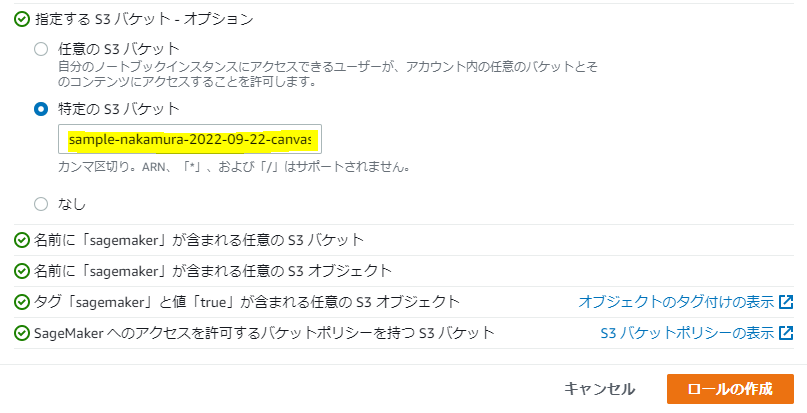 指定する S3 バケット - オプション
任意の S3 バケット
自分のノートブックインスタンスにアクセスできるユーザーが、アカウント内の任意のバケットとそ
のコンテンツにアクセスすることを許可します。
特定の S3 バケット
sample-nakamura-2022-09-22-canvas
カンマ区切り。ARN、「*」、および「/」はサポートされません。
なし
名前に「sagemaker」が含まれる任意の S3 バケット
名前に「sagemaker」が含まれる任意の S3 オブジェクト
タグ「sagemaker」と値「true」が含まれる任意の S3 オブジェクト オブジェクトのタグ付けの表示
SageMaker へのアクセスを許可するバケットポリシーを持つ S3 バケット S3 バケットポリシーの表示
キャンセル ロールの作成